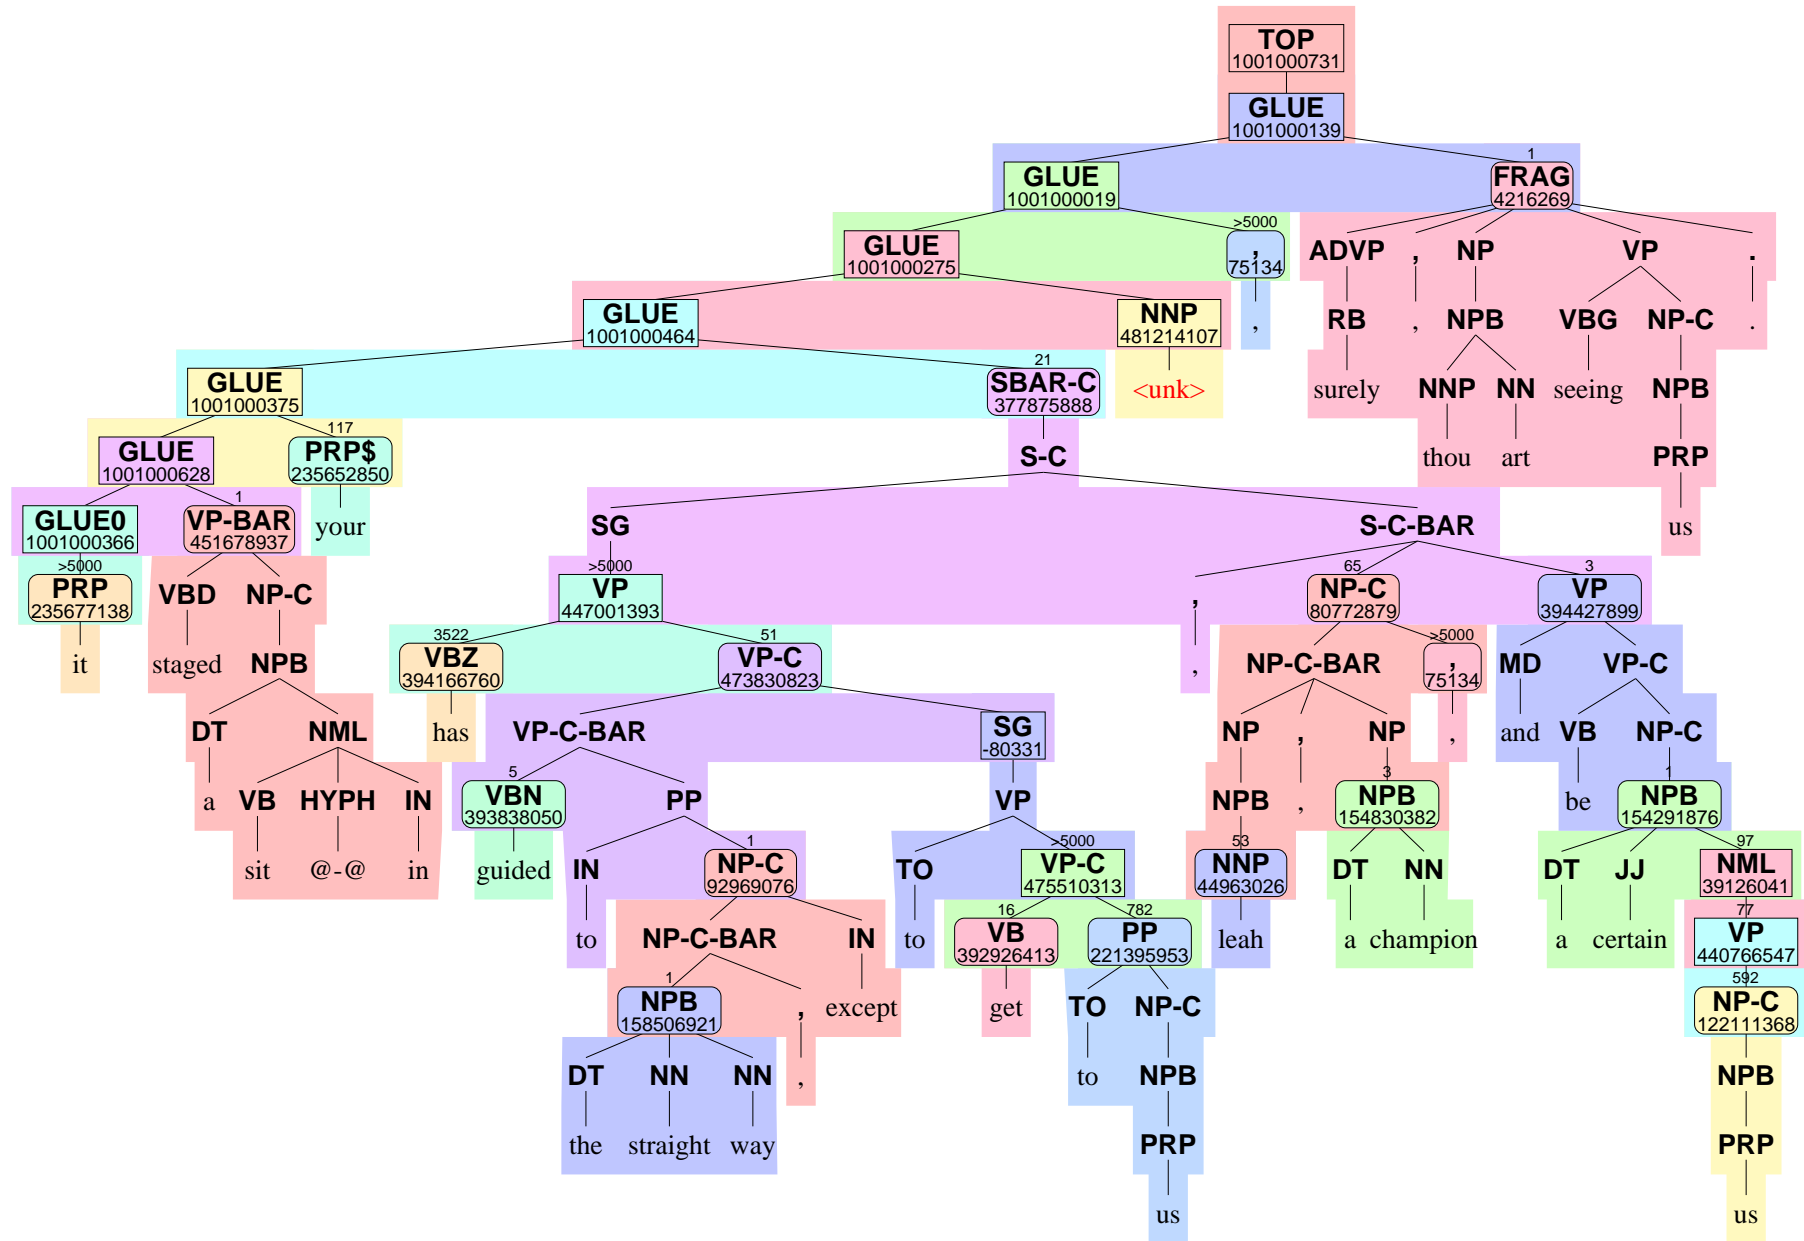 TOP
1001000731
GLUE
1001000139
1
GLUE FRAG
1001000019 4216269
>5000
GLUE , ADVP , NP VP .
1001000275 75134
GLUE NNP , RB , NPB VBG NP-C .
1001000464 481214107
21
GLUE SBAR-C <unk> surely NNP NN seeing NPB
1001000375 377875888
117
GLUE PRP$ S-C thou art PRP
1001000628 235652850
1
GLUE0 VP-BAR your SG S-C-BAR us
1001000366 451678937
>5000 >5000 65 3
PRP VBD NP-C VP , NP-C VP
235677138 447001393 80772879 394427899
3522 51 >5000
it staged NPB VBZ VP-C , NP-C-BAR , MD VP-C
394166760 473830823 75134
DT NML has VP-C-BAR SG NP , NP , and VB NP-C
-80331
5 3 1
a VB HYPH IN VBN PP VP NPB , NPB be NPB
393838050 154830382 154291876
1 >5000 53 97
sit @-@ in guided IN NP-C TO VP-C NNP DT NN DT JJ NML
92969076 475510313 44963026 39126041
16 782 77
to NP-C-BAR IN to VB PP leah a champion a certain VP
392926413 221395953 440766547
1 592
NPB , except get TO NP-C NP-C
158506921 122111368
DT NN NN , to NPB NPB
the straight way PRP PRP
us us